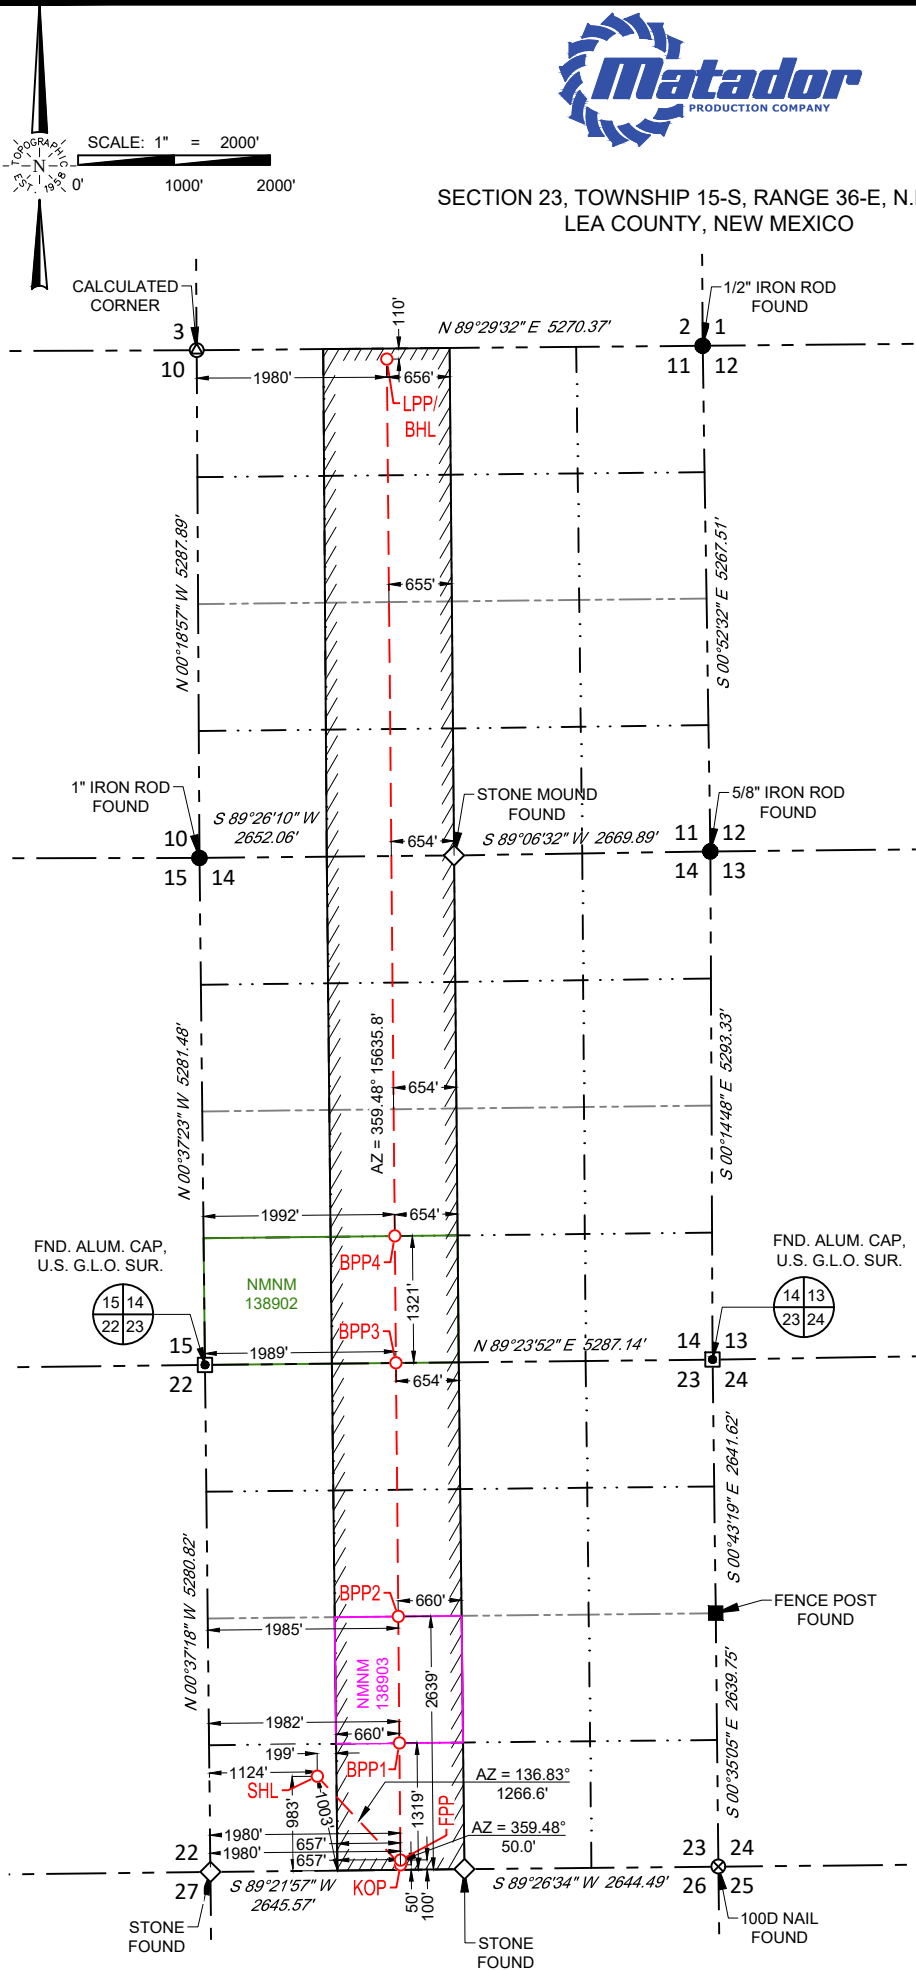 Matador
PRODUCTION COMPANY
TOPOGRAPHIC
N
EST. 1958
SCALE: 1" = 2000'
0' 1000' 2000'
SECTION 23, TOWNSHIP 15-S, RANGE 36-E, N.
LEA COUNTY, NEW MEXICO
CALCULATED
CORNER
1/2" IRON ROD
FOUND
110'
N 89°29'32" E 5270.37'
3
10
2 1
11 12
1980'
656'
LPP/
BHL
N 00°18'57" W 5287.89'
655'
S 00°52'32" E 5267.51'
1" IRON ROD
FOUND
STONE MOUND
FOUND
5/8" IRON ROD
FOUND
S 89°26'10" W
2652.06'
654'
S 89°06'32" W 2669.89'
10
15 14
11 12
14 13
N 00°37'23" W 5281.48'
AZ = 359.48° 15635.8'
654'
S 00°14'48" E 5293.33'
1992'
654'
FND. ALUM. CAP,
U.S. G.L.O. SUR.
15 14
22 23
NMNM
138902
BPP4
1321'
FND. ALUM. CAP,
U.S. G.L.O. SUR.
14 13
23 24
BPP3
15
22
1989'
N 89°23'52" E 5287.14'
14 13
23 24
654'
N 00°37'18" W 5280.82'
S 00°43'19" E 2641.62'
BPP2
660'
1985'
FENCE POST
FOUND
NMNM
138903
2639'
S 00°35'05" E 2639.75'
1982'
660'
199'
BPP1
1124'
SHL
983'
1003'
1319'
FPP
AZ = 136.83°
1266.6'
AZ = 359.48°
50.0'
1980'
657'
1980'
657'
22
27
23 24
26 25
KOP
50'
100'
S 89°21'57" W
2645.57'
S 89°26'34" W 2644.49'
STONE
FOUND
STONE
FOUND
100D NAIL
FOUND